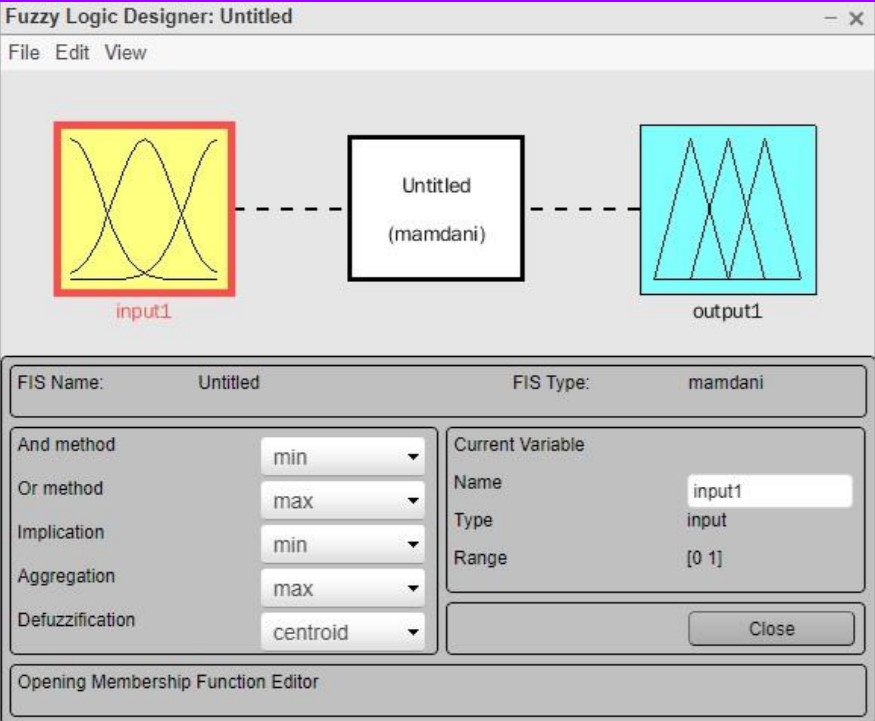 Fuzzy Logic Designer: Untitled
File Edit View
Untitled
(mamdani)
input1
output1
FIS Name: Untitled FIS Type: mamdani
And method min
Or method max
Implication min
Aggregation max
Defuzzification centroid
Current Variable
Name input1
Type input
Range [0 1]
Close
Opening Membership Function Editor